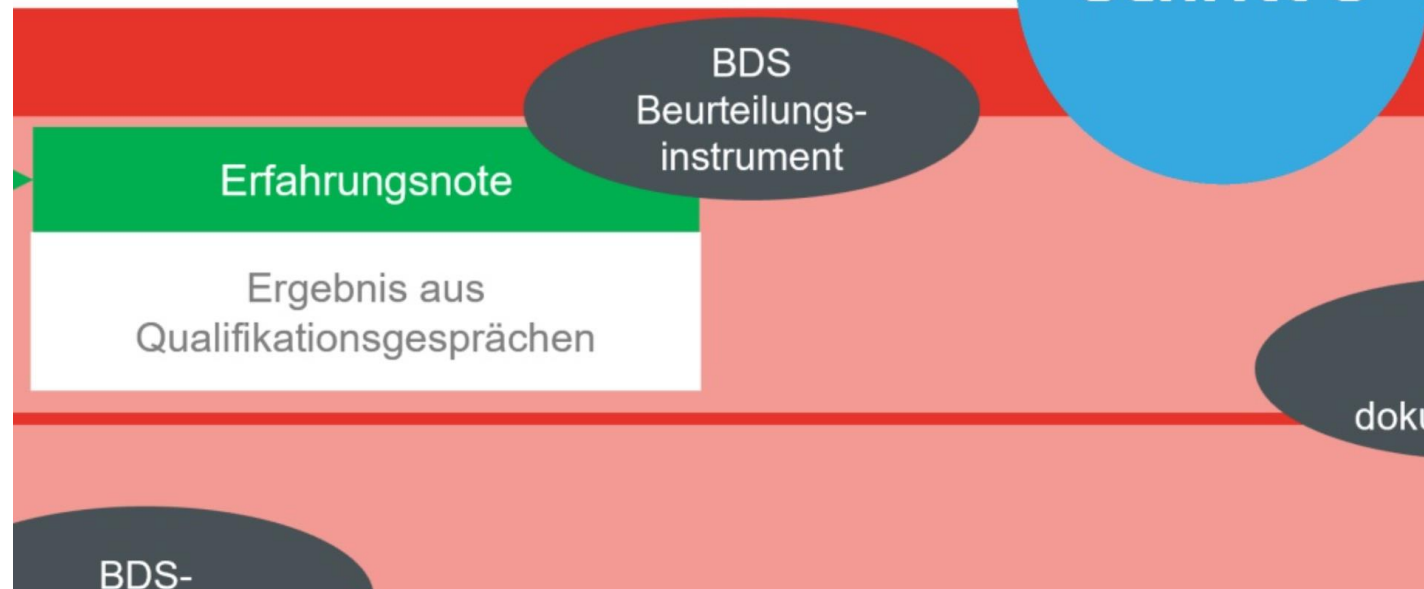 BDS
Beurteilungs-
instrument
Erfahrungsnote
Ergebnis aus
Qualifikationsgesprächen
BDS-